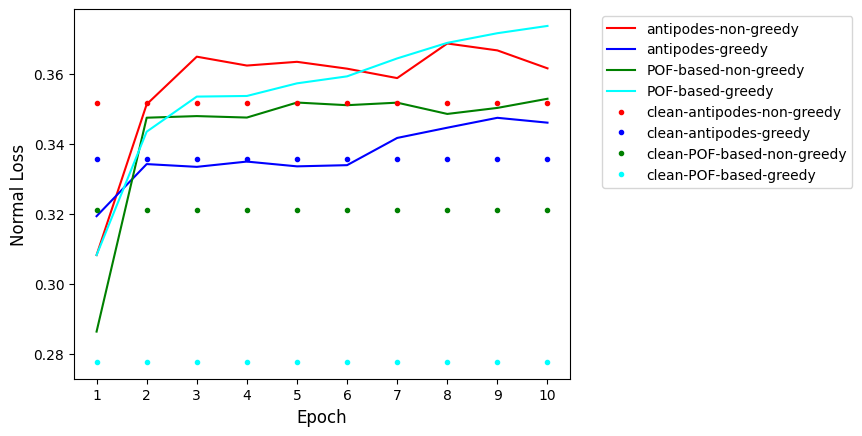 antipodes-non-greedy
antipodes-greedy
POF-based-non-greedy
POF-based-greedy
clean-antipodes-non-greedy
clean-antipodes-greedy
clean-POF-based-non-greedy
clean-POF-based-greedy
Normal Loss
0.36
0.34
0.32
0.30
0.28
1 2 3 4 5 6 7 8 9 10
Epoch